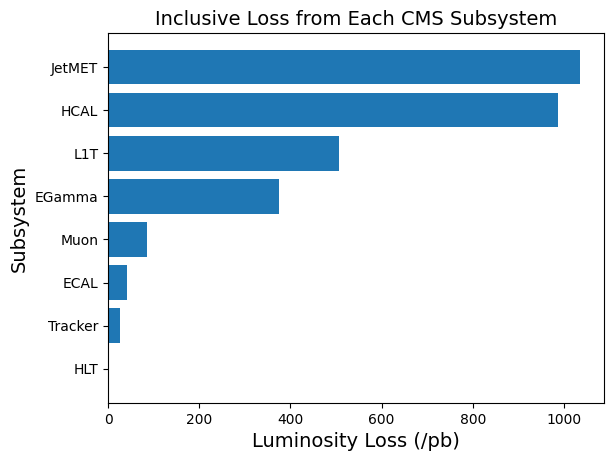 Inclusive Loss from Each CMS Subsystem
JetMET
HCAL
L1T
EGamma
Muon
ECAL
Tracker
HLT
Subsystem
0 200 400 600 800 1000
Luminosity Loss (/pb)